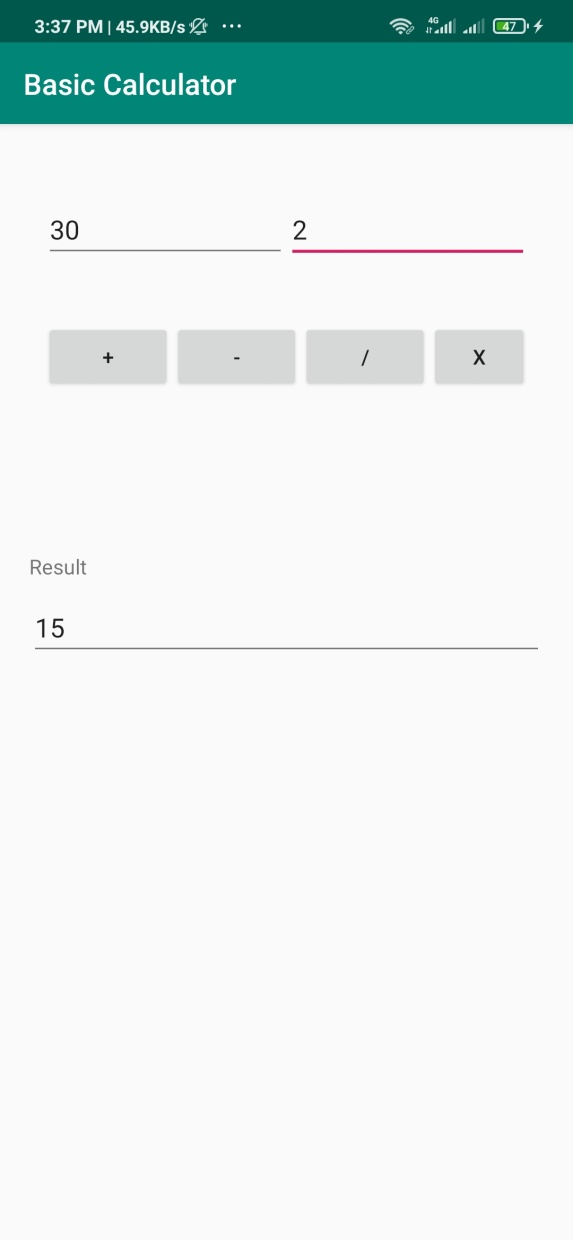 3:37 PM | 45.9KB/s ... 4G 47
Basic Calculator
30 2
+ - / X
Result
15